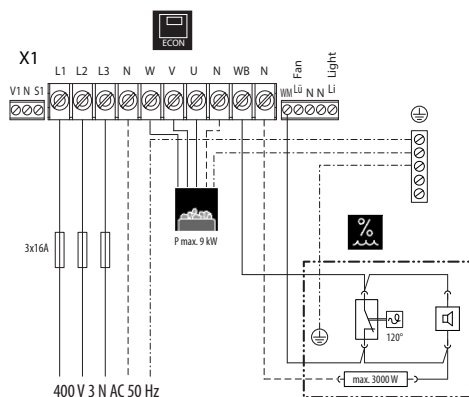 ECON
X1
V1 N S1
L1 L2 L3 N W V U N WB N
WM Lü N N Li
Fan
Light
3x16A
P max. 9 kW
%
120°
max. 3000 W
400 V 3 N AC 50 Hz